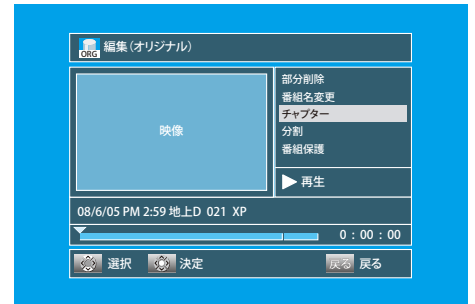 ORG 編集(オリジナル)
映像
部分削除
番組名変更
チャプター
分割
番組保護
再生
08/6/05 PM 2:59 地上D 021 XP
0:00:00
選択 決定 戻る 戻る